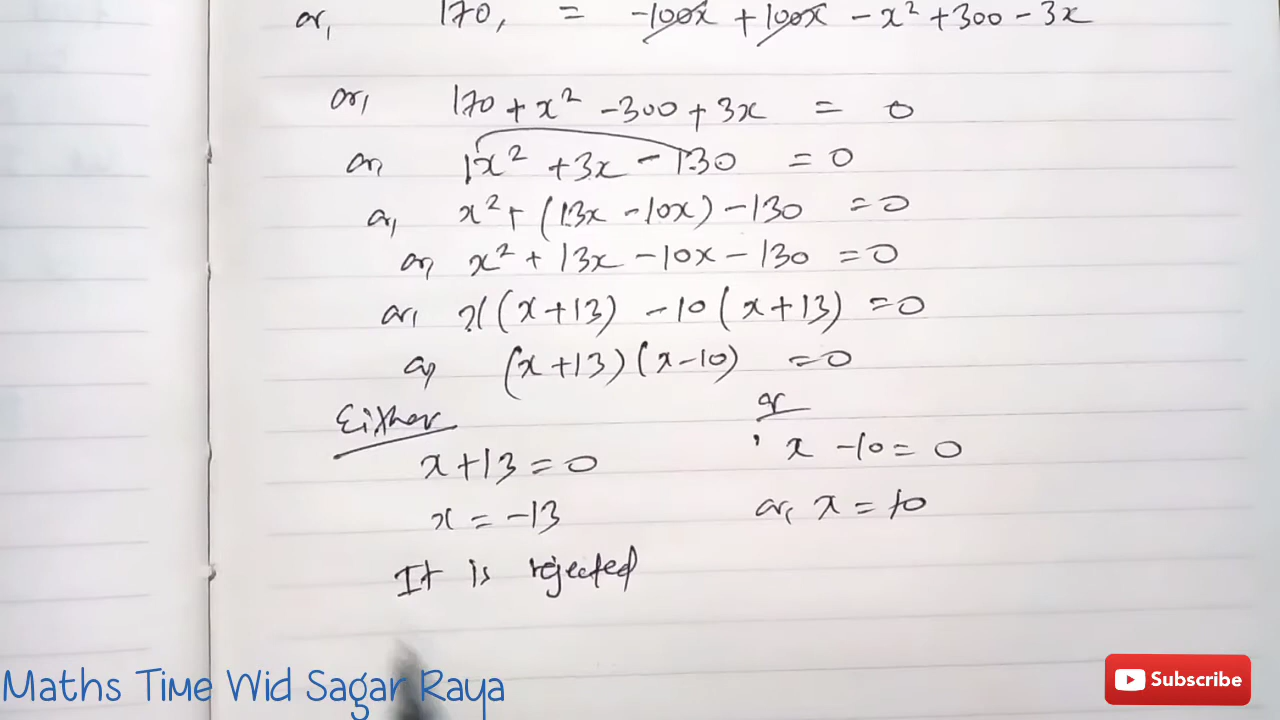 or, 170, = -100x + 100x - x² + 300 - 3x
or, 170 + x² - 300 + 3x = 0
or, 1x² + 3x - 130 = 0
or, x² + (13x - 10x) - 130 = 0
or, x² + 13x - 10x - 130 = 0
or, x(x+13) - 10(x+13) = 0
or, (x+13)(x-10) = 0
Either or
x+13 = 0 x - 10 = 0
x = -13 or, x = 10
It is rejected
Maths Time Wid Sagar Raya
Subscribe